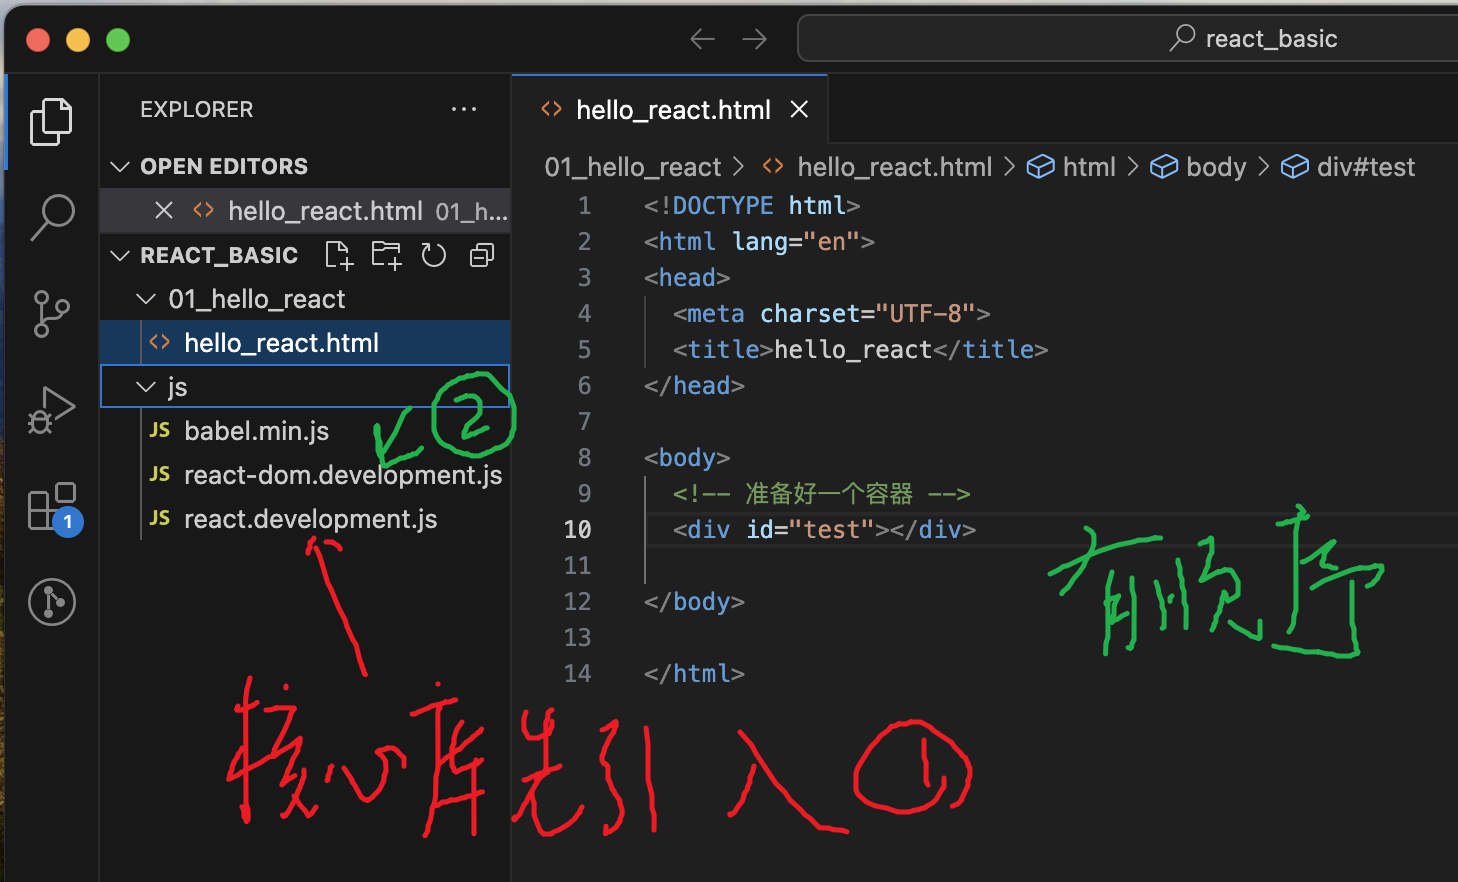 react_basic
EXPLORER
hello_react.html
OPEN EDITORS
01_hello_react > hello_react.html > html > body > div#test
hello_react.html 01_h...
REACT_BASIC
01_hello_react
hello_react.html
js
babel.min.js
react-dom.development.js
react.development.js
1
1 <!DOCTYPE html>
2 <html lang="en">
3 <head>
4 <meta charset="UTF-8">
5 <title>hello_react</title>
6 </head>
7
8 <body>
9 <!-- 准备好一个容器 -->
10 <div id="test"></div>
11
12 </body>
13
14 </html>
②
有顺序
核心库先引入①